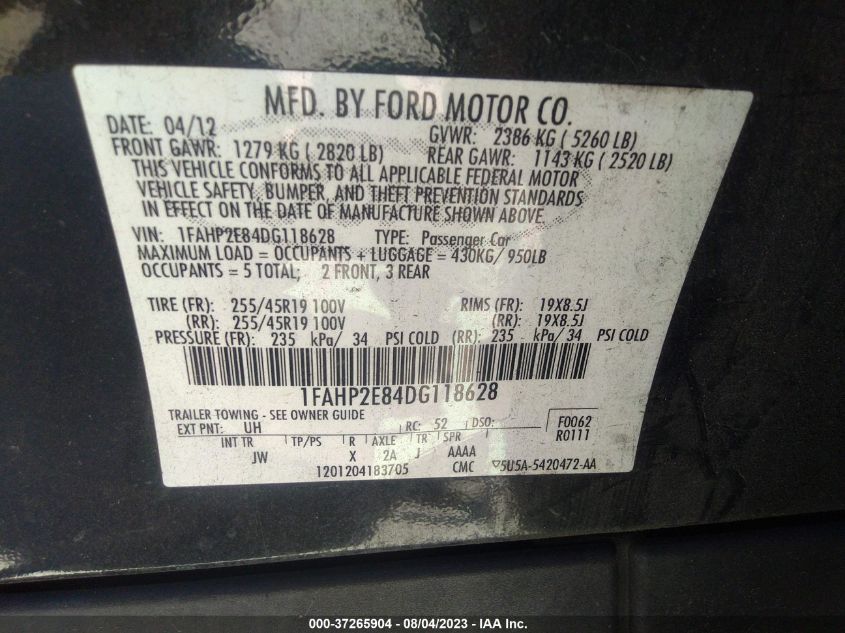 MFD. BY FORD MOTOR CO.
DATE: 04/12 GVWR: 2386 KG ( 5260 LB)
FRONT GAWR: 1279 KG ( 2820 LB) REAR GAWR: 1143 KG ( 2520 LB)
THIS VEHICLE CONFORMS TO ALL APPLICABLE FEDERAL MOTOR
VEHICLE SAFETY, BUMPER, AND THEFT PREVENTION STANDARDS
IN EFFECT ON THE DATE OF MANUFACTURE SHOWN ABOVE.
VIN: 1FAHP2E84DG118628 TYPE: Passenger Car
MAXIMUM LOAD = OCCUPANTS + LUGGAGE = 430KG/ 950LB
OCCUPANTS = 5 TOTAL; 2 FRONT, 3 REAR
TIRE (FR): 255/45R19 100V RIMS (FR): 19X8.5J
(RR): 255/45R19 100V (RR): 19X8.5J
PRESSURE (FR): 235 kPa/ 34 PSI COLD (RR): 235 kPa/ 34 PSI COLD
1FAHP2E84DG118628
TRAILER TOWING - SEE OWNER GUIDE
EXT PNT: UH RC: 52 DSO: F0062
INT TR TP/PS R AXLE TR SPR R0111
JW X 2A J AAAA
1201204183705 CMC 5U5A-5420472-AA
000-37265904 - 08/04/2023 - IAA Inc.